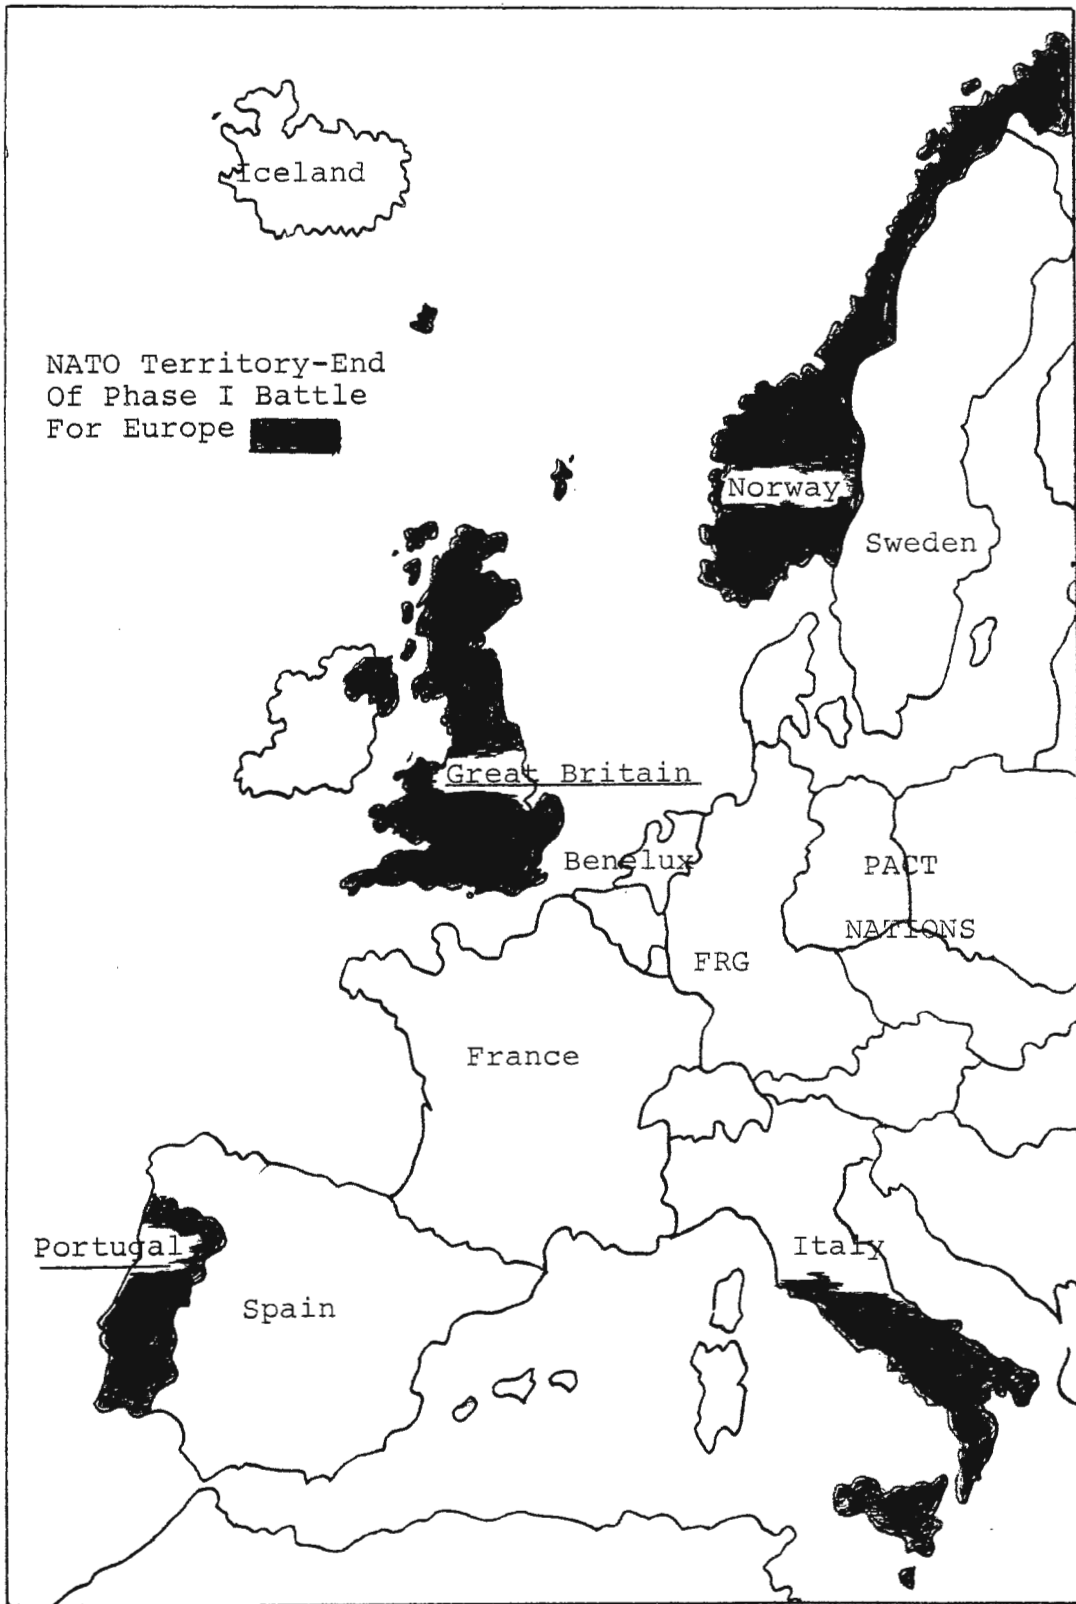 Iceland
NATO Territory-End
Of Phase I Battle
For Europe
Norway
Sweden
Great Britain
Benelux
PACT
NATIONS
FRG
France
Portugal
Italy
Spain